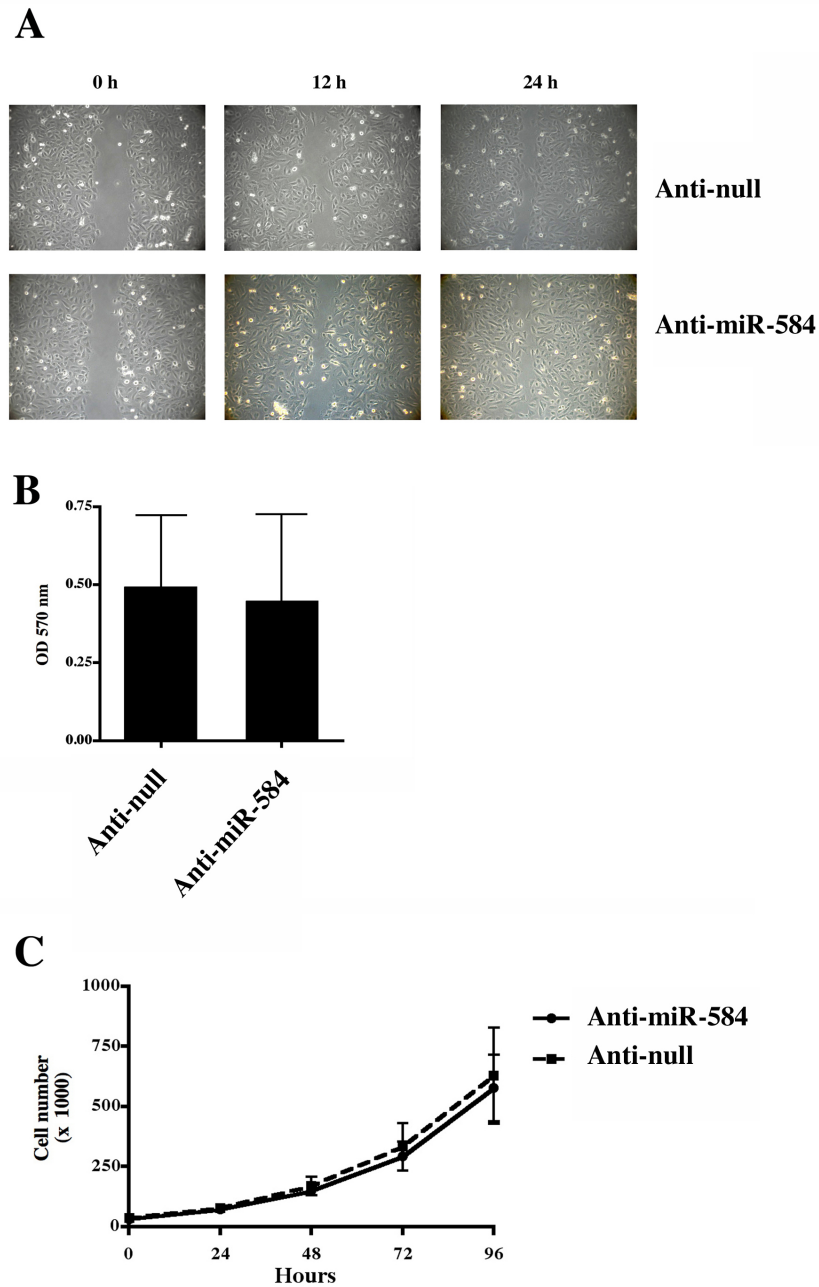 A
0 h 12 h 24 h
Anti-null
Anti-miR-584
B
0.75
0.50
0.25
0.00
OD 570 nm
Anti-null
Anti-miR-584
C
1000
750
500
250
0
Cell number
(x 1000)
0 24 48 72 96
Hours
Anti-miR-584
Anti-null